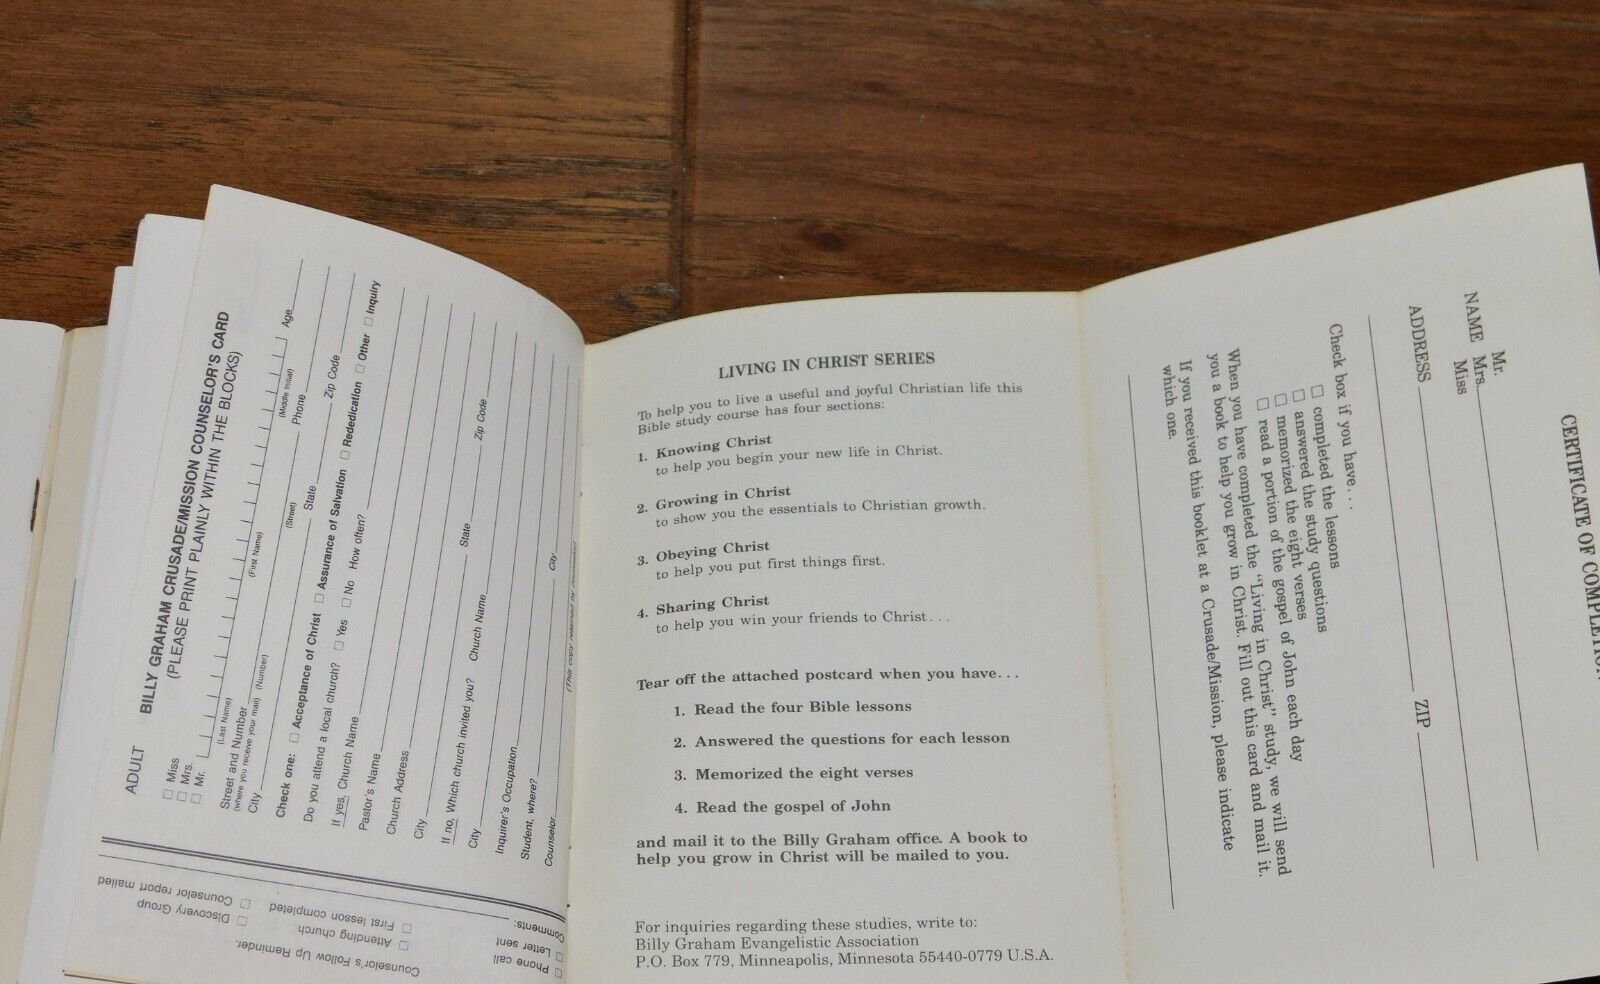 ADULT BILLY GRAHAM CRUSADE/MISSION COUNSELOR'S CARD
(PLEASE PRINT PLAINLY WITHIN THE BLOCKS)
□ Miss
□ Mrs.
□ Mr.
(Last Name) (First Name) (Middle Initial) Age
Street and Number
(where you receive your mail) (Number) (Street) Phone
City State Zip Code
Check one: □ Acceptance of Christ □ Assurance of Salvation □ Rededication □ Other □ Inquiry
Do you attend a local church? □ Yes □ No How often?
If yes, Church Name
Pastor's Name
Church Address
City State Zip Code
If no, Which church invited you? Church Name
City
Inquirer's Occupation
Student, where? City
Counselor
(This copy retained by counselor)
Counselor's Follow Up Reminder.
□ Phone call □ Attending church □ Discovery Group
□ Letter sent □ First lesson completed □ Counselor report mailed
Comments:
LIVING IN CHRIST SERIES
To help you to live a useful and joyful Christian life this
Bible study course has four sections:
1. Knowing Christ
to help you begin your new life in Christ.
2. Growing in Christ
to show you the essentials to Christian growth.
3. Obeying Christ
to help you put first things first.
4. Sharing Christ
to help you win your friends to Christ...
Tear off the attached postcard when you have...
1. Read the four Bible lessons
2. Answered the questions for each lesson
3. Memorized the eight verses
4. Read the gospel of John
and mail it to the Billy Graham office. A book to
help you grow in Christ will be mailed to you.
For inquiries regarding these studies, write to:
Billy Graham Evangelistic Association
P.O. Box 779, Minneapolis, Minnesota 55440-0779 U.S.A.
CERTIFICATE OF COMPLETION
Mr.
NAME Mrs.
Miss
ADDRESS
ZIP
Check box if you have...
□ completed the lessons
□ answered the study questions
□ memorized the eight verses
□ read a portion of the gospel of John each day
When you have completed the "Living in Christ" study, we will send
you a book to help you grow in Christ. Fill out this card and mail it.
If you received this booklet at a Crusade/Mission, please indicate
which one.